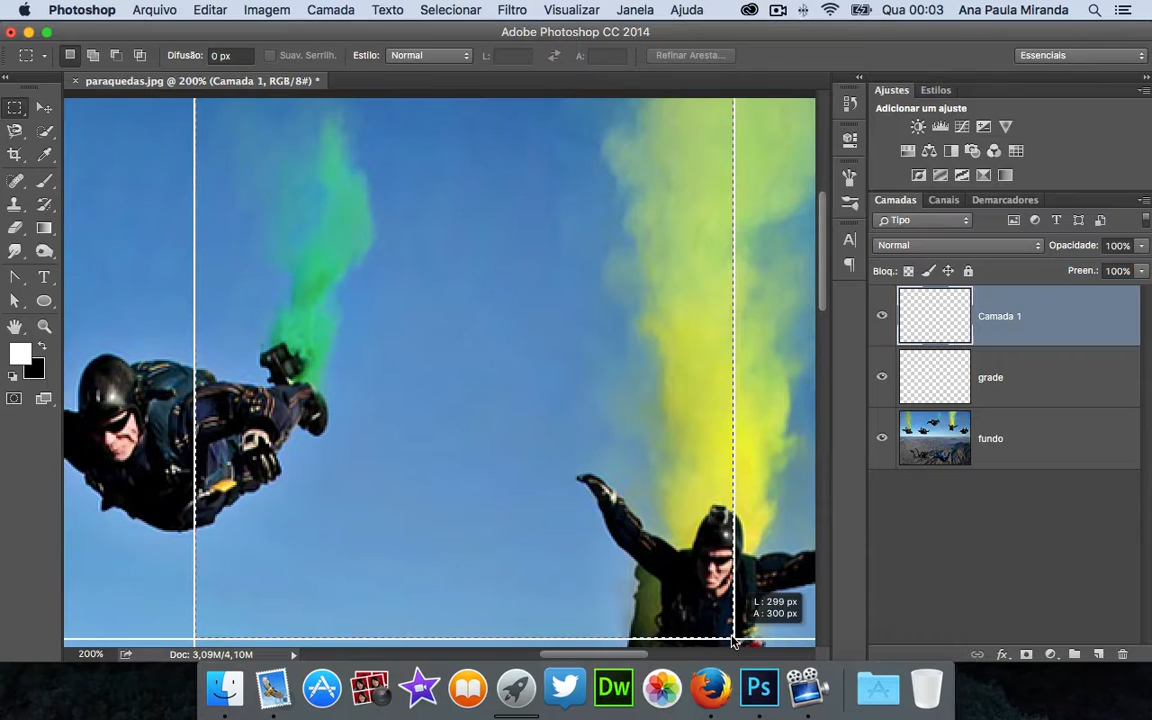 Photoshop Arquivo Editar Imagem Camada Texto Selecionar Filtro Visualizar Janela Ajuda Qua 00:03 Ana Paula Miranda
Adobe Photoshop CC 2014
Difusão: 0 px Suav. Serrilh. Estilo: Normal L: A: Refinar Aresta... Essenciais
paraquedas.jpg @ 200% (Camada 1, RGB/8#) *
Ajustes Estilos
Adicionar um ajuste
Camadas Canais Demarcadores
Tipo
Normal Opacidade: 100%
Bloq.: Preen.: 100%
Camada 1
grade
fundo
L: 299 px
A: 300 px
200% Doc: 3,09M/4,10M
Dw Ps